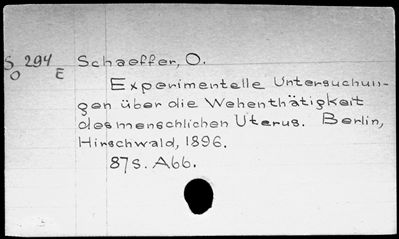 S 294 Schaeffer, O.
O E
Experimentelle Untersuchun-
gen über die Wehenthätigkeit
des menschlichen Uterus. Berlin,
Hirschwald, 1896.
87 S. Abb.